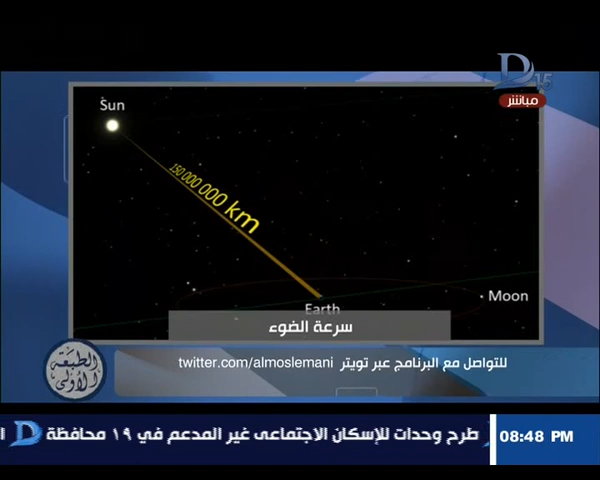 D 15
مباشر
Sun
150 000 000 km
Earth
Moon
سرعة الضوء
الطبعة الأولى
للتواصل مع البرنامج عبر تويتر twitter.com/almoslemani
طرح وحدات للإسكان الاجتماعى غير المدعم في ١٩ محافظة
08:48 PM